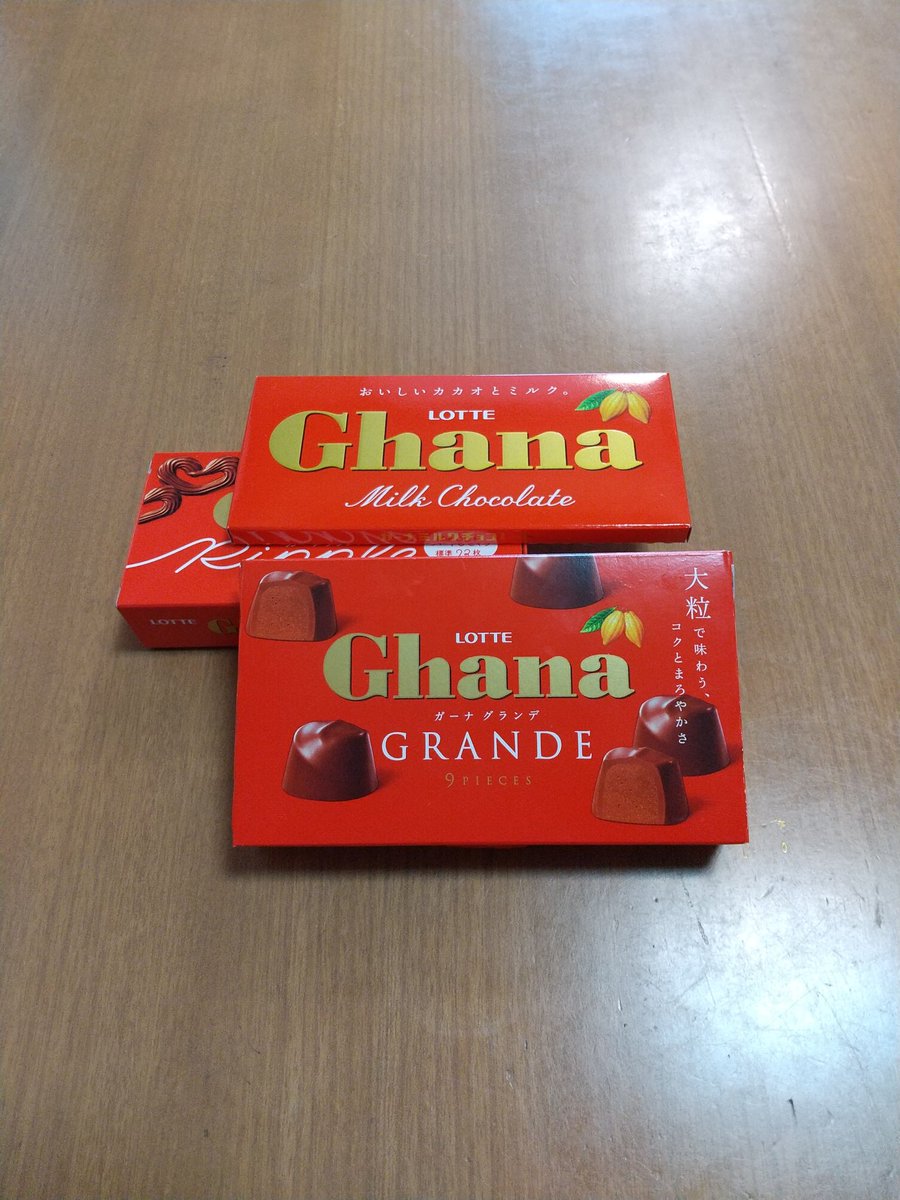 おいしいカカオとミルク。
LOTTE
Ghana
Milk Chocolate
ミルクチョコ
標準23枚
LOTTE
大粒で味わう、
コクとまろやかさ
LOTTE
Ghana
ガーナ グランデ
GRANDE
9 PIECES